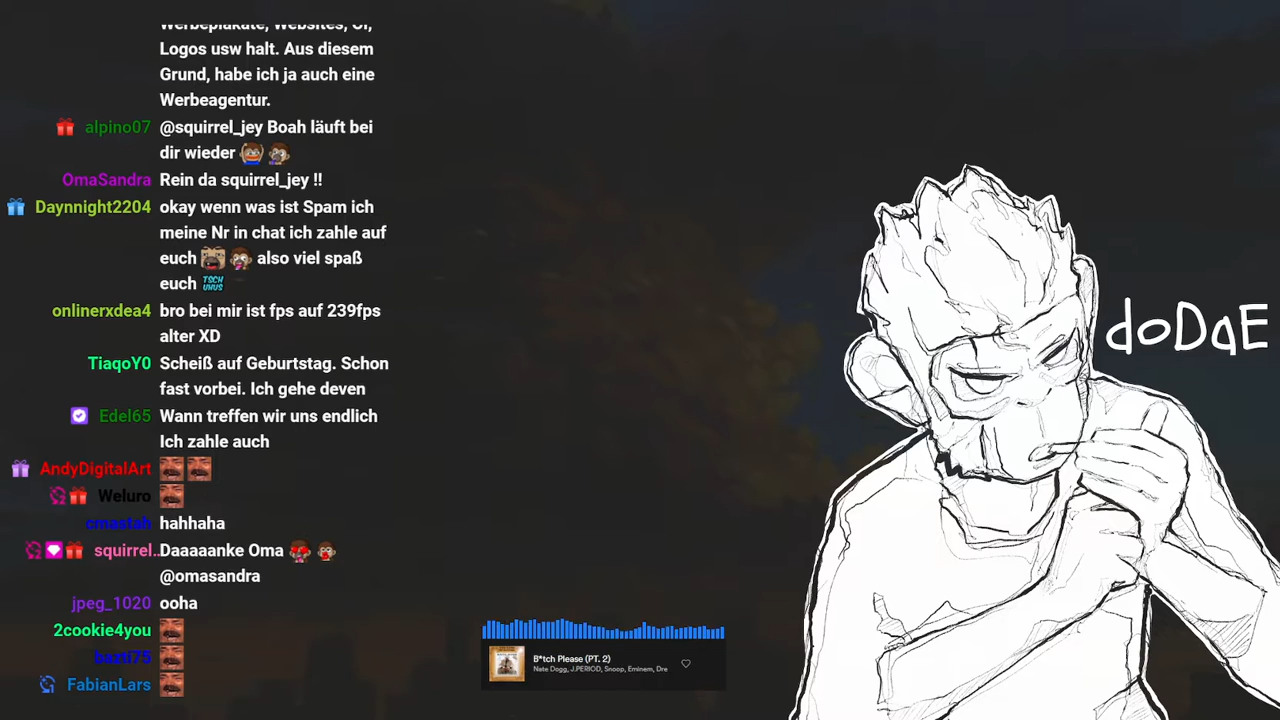 Werbeplakate, Websites, OI,
Logos usw halt. Aus diesem
Grund, habe ich ja auch eine
Werbeagentur.
alpino07 @squirrel_jey Boah läuft bei
dir wieder
OmaSandra Rein da squirrel_jey !!
Daynnight2204 okay wenn was ist Spam ich
meine Nr in chat ich zahle auf
euch also viel spaß
euch TSCHUHUS
onlinerxdea4 bro bei mir ist fps auf 239fps
alter XD
TiaqoY0 Scheiß auf Geburtstag. Schon
fast vorbei. Ich gehe deven
Edel65 Wann treffen wir uns endlich
Ich zahle auch
AndyDigitalArt
Weluro
cmastah hahhaha
squirrel.. Daaaaanke Oma
@omasandra
jpeg_1020 ooha
2cookie4you
bazti75
FabianLars
doDaE
B*tch Please (PT. 2)
Nate Dogg, J.PERIOD, Snoop, Eminem, Dre